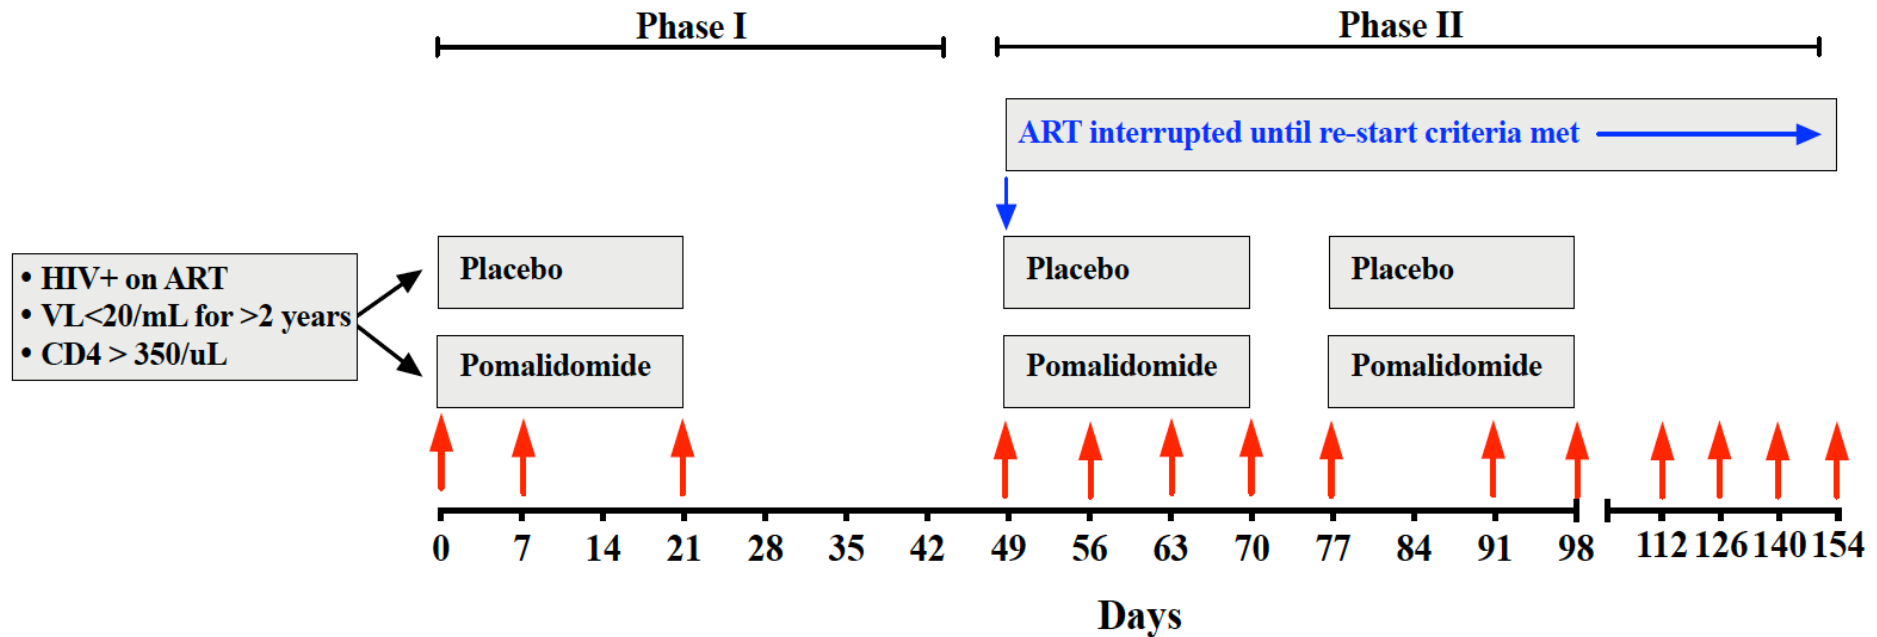 Phase I
Phase II
ART interrupted until re-start criteria met
• HIV+ on ART
• VL<20/mL for >2 years
• CD4 > 350/uL
Placebo
Placebo
Placebo
Pomalidomide
Pomalidomide
Pomalidomide
0 7 14 21 28 35 42 49 56 63 70 77 84 91 98 112 126 140 154
Days